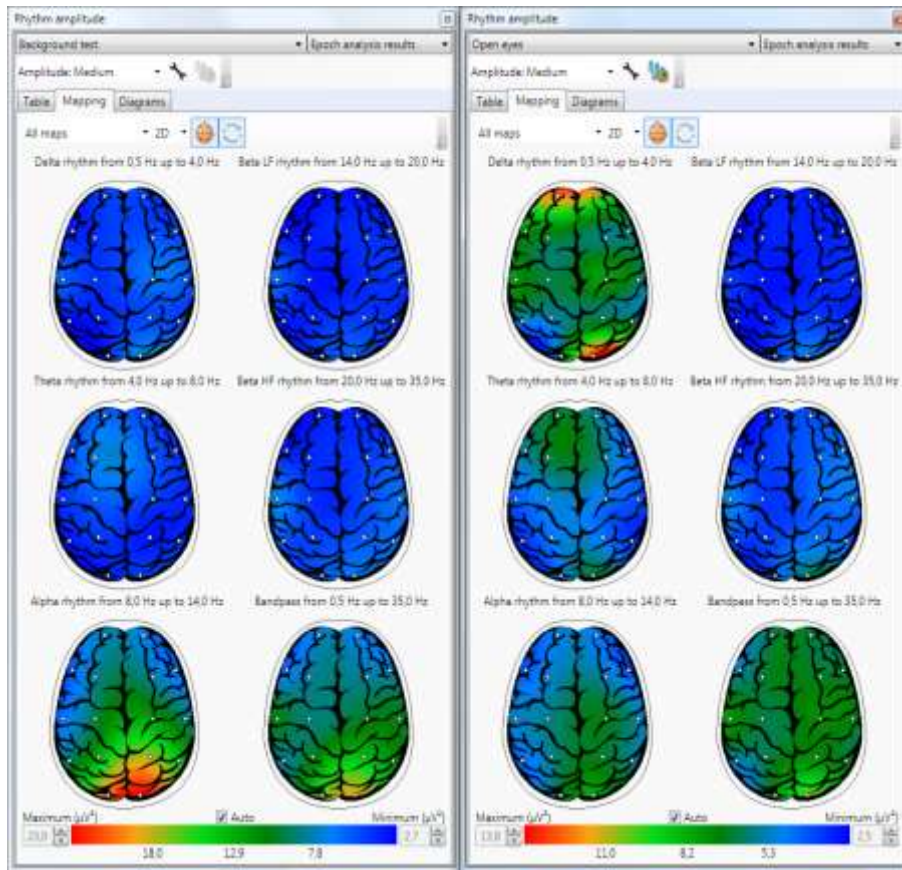 Rhythm amplitude
Background test
Epoch analysis results
Amplitude: Medium
Table Mapping Diagrams
All maps 2D
Delta rhythm from 0,5 Hz up to 4,0 Hz
Beta LF rhythm from 14,0 Hz up to 20,0 Hz
Theta rhythm from 4,0 Hz up to 8,0 Hz
Beta HF rhythm from 20,0 Hz up to 35,0 Hz
Alpha rhythm from 8,0 Hz up to 14,0 Hz
Bandpass from 0,5 Hz up to 35,0 Hz
Maximum (µV²) Auto Minimum (µV²)
23,0 2,7
18,0 12,9 7,8
Rhythm amplitude
Open eyes
Epoch analysis results
Amplitude: Medium
Table Mapping Diagrams
All maps 2D
Delta rhythm from 0,5 Hz up to 4,0 Hz
Beta LF rhythm from 14,0 Hz up to 20,0 Hz
Theta rhythm from 4,0 Hz up to 8,0 Hz
Beta HF rhythm from 20,0 Hz up to 35,0 Hz
Alpha rhythm from 8,0 Hz up to 14,0 Hz
Bandpass from 0,5 Hz up to 35,0 Hz
Maximum (µV²) Auto Minimum (µV²)
2,5
11,0 8,2 5,3